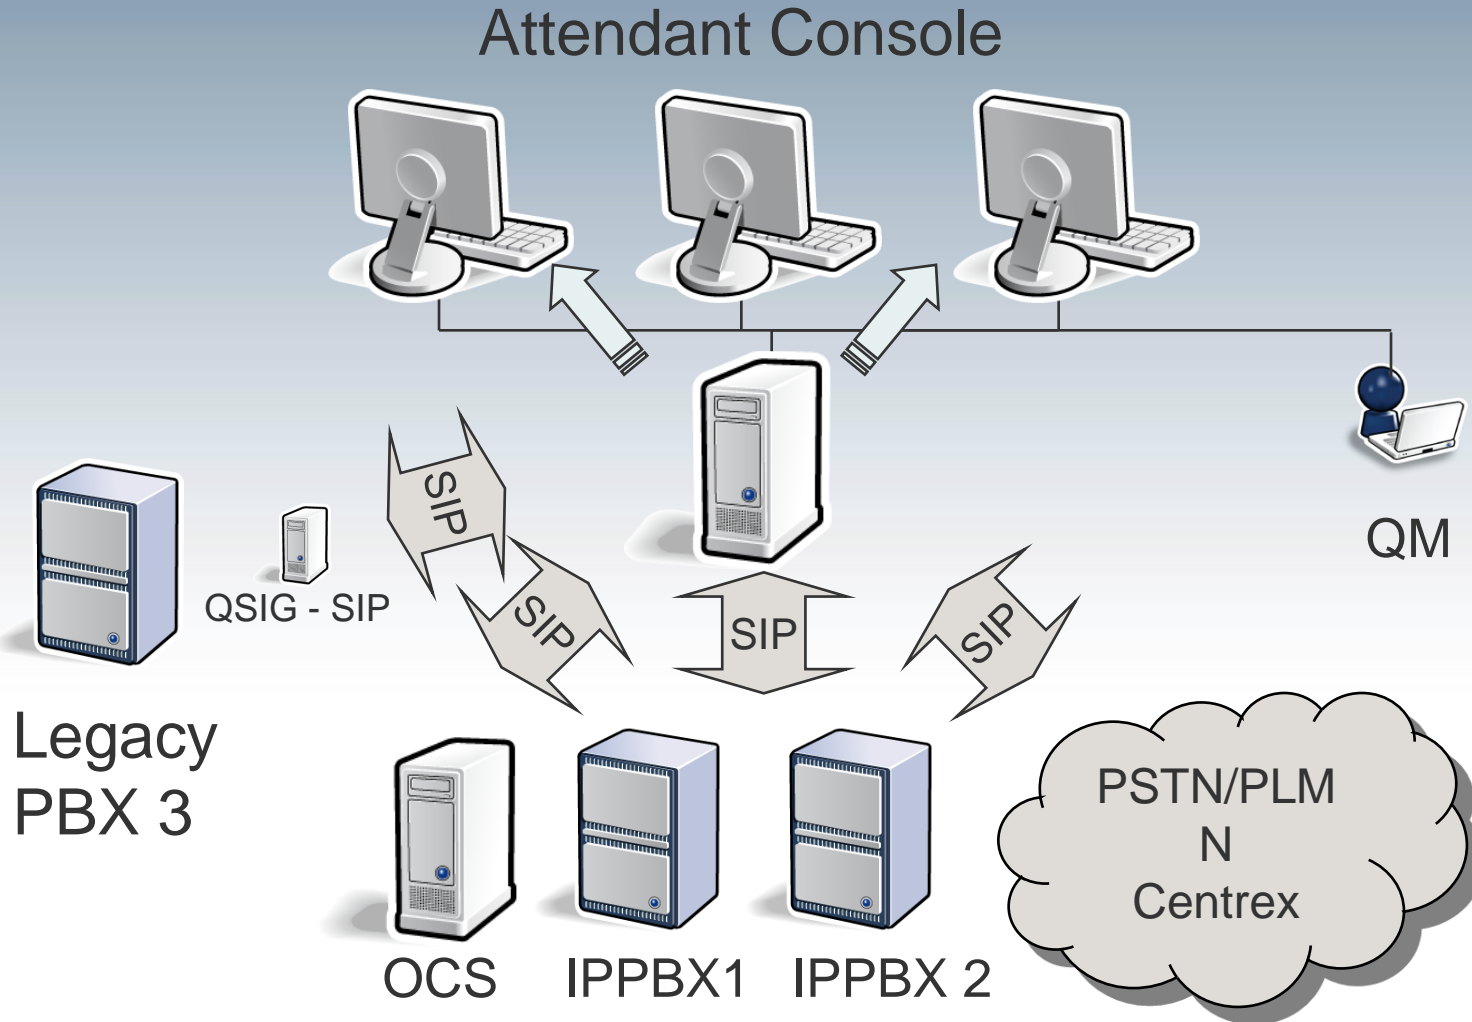 Attendant Console
SIP
QM
QSIG - SIP
SIP
SIP
SIP
Legacy
PBX 3
PSTN/PLM
N
Centrex
OCS
IPPBX1
IPPBX 2